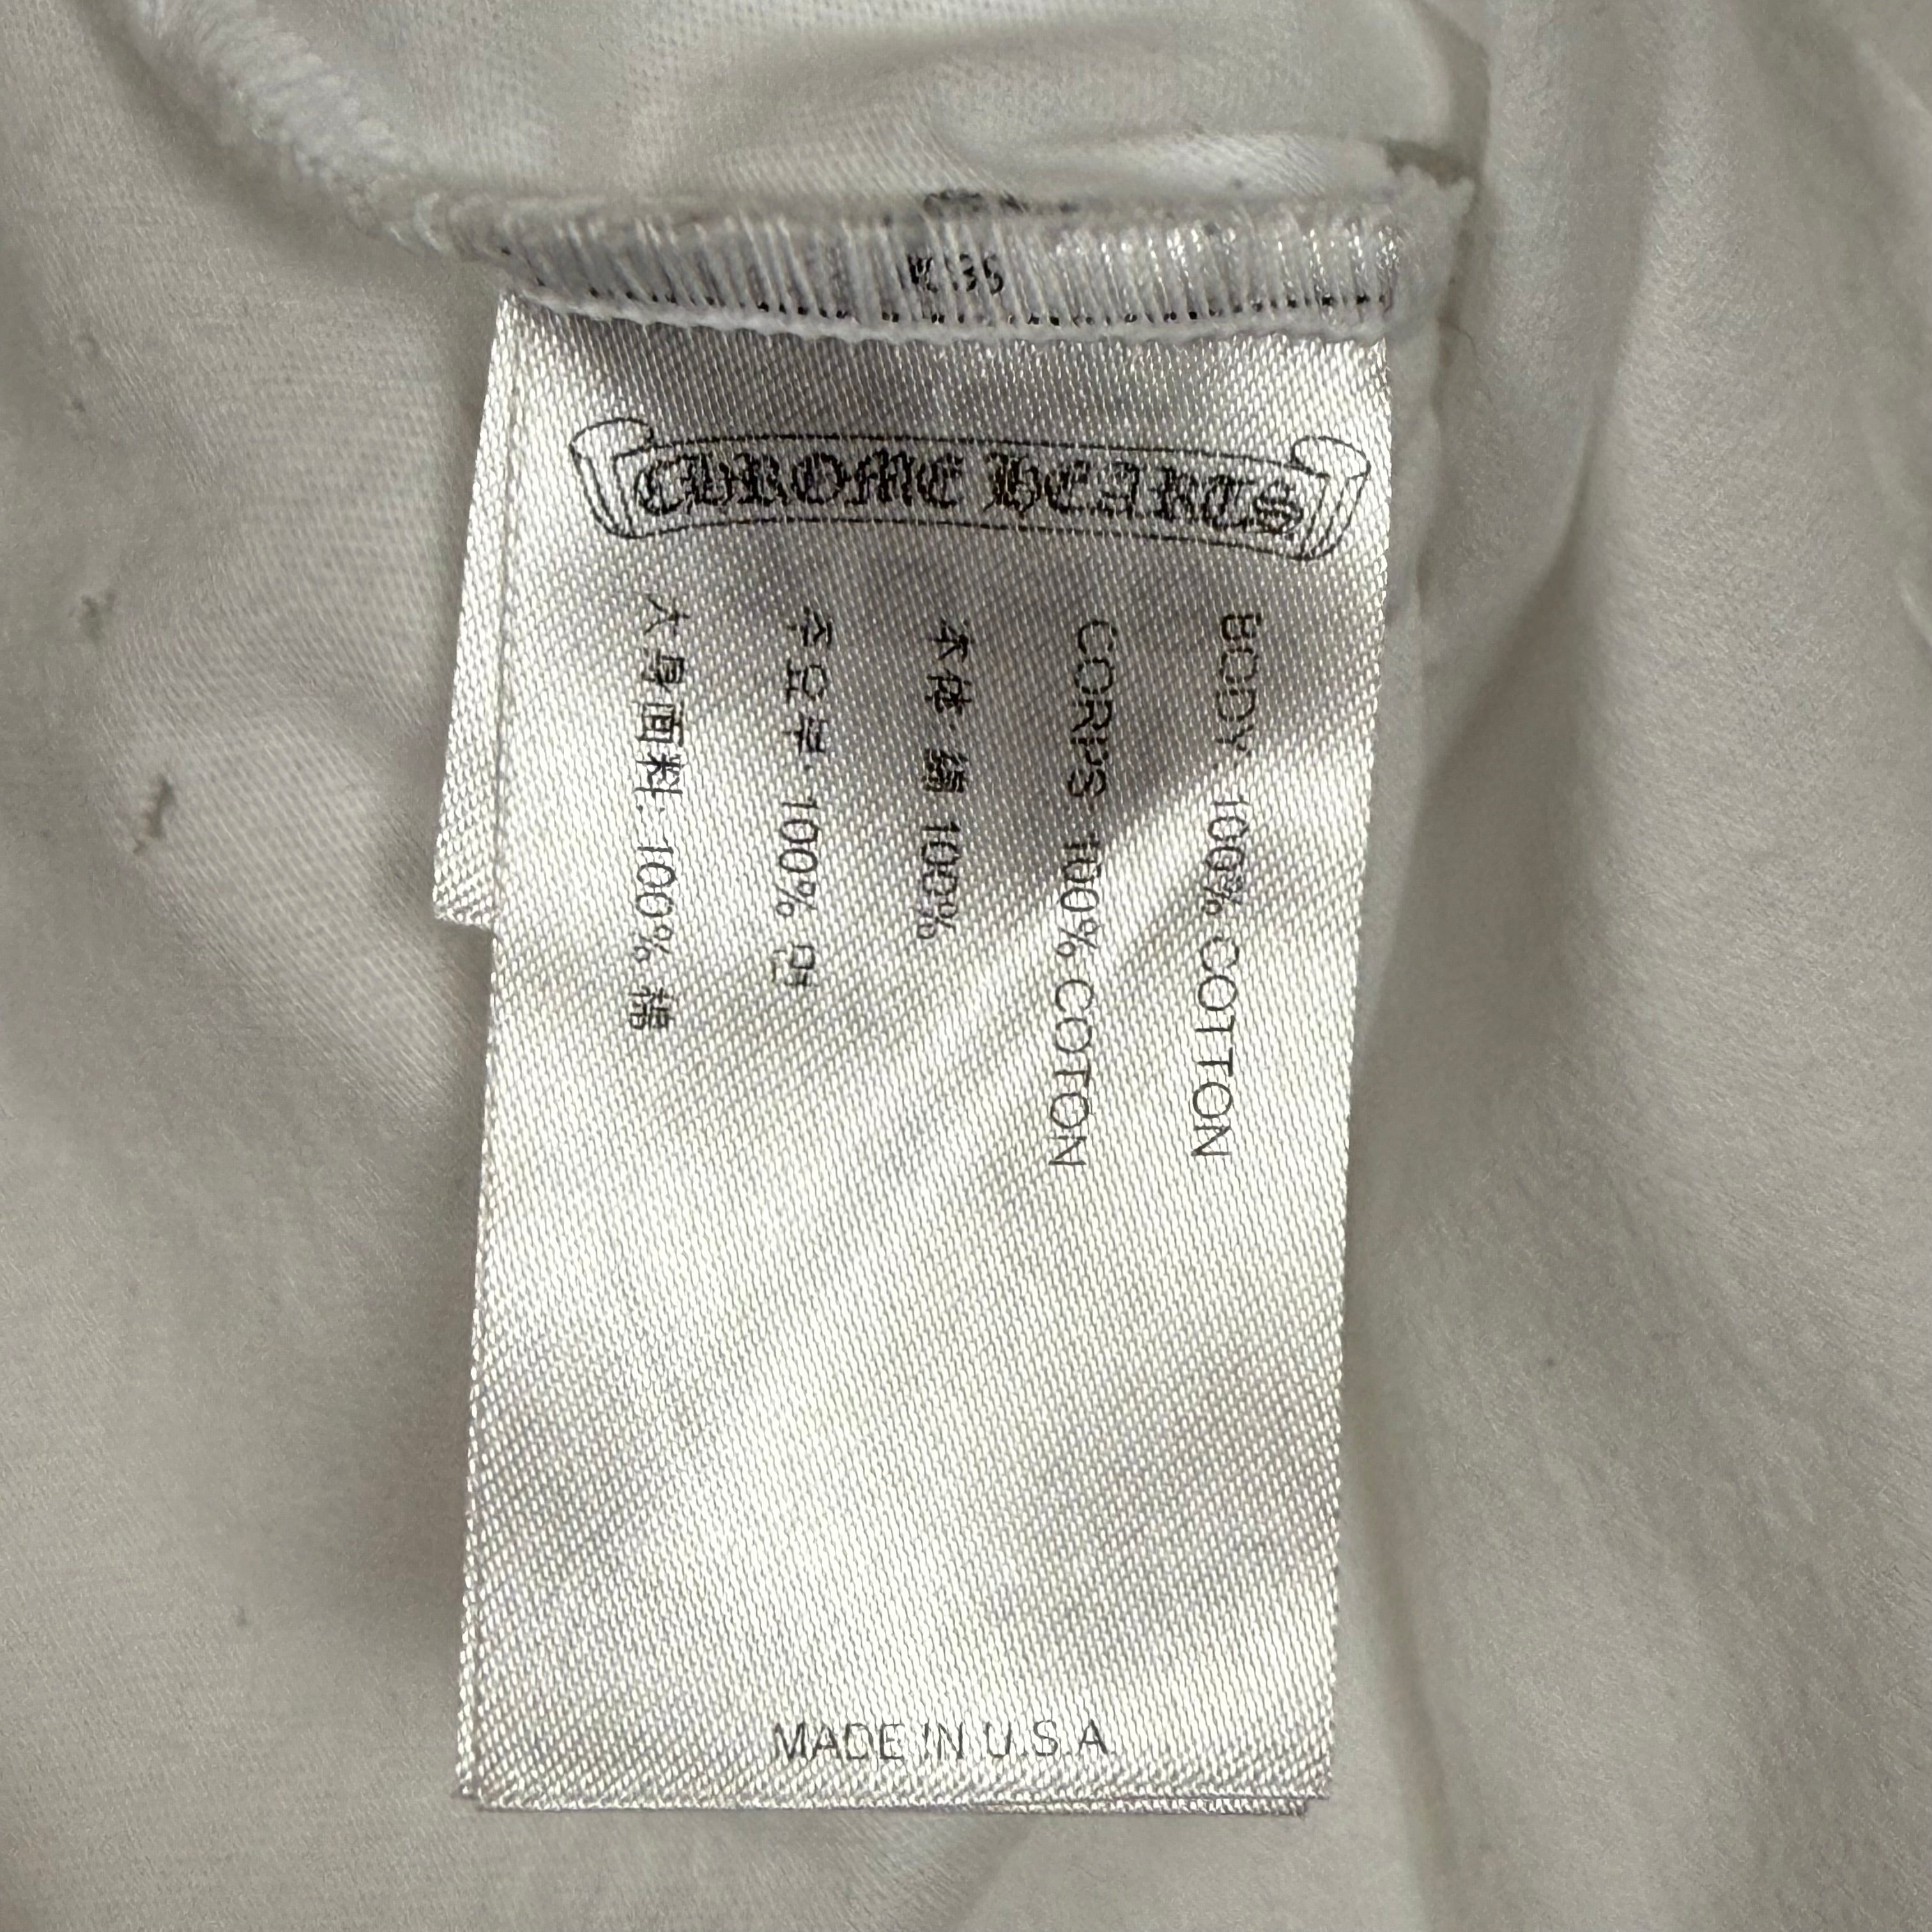 CHROME HEARTS
BODY: 100% COTTON
CORPS 100% COTON
本体 綿 100%
주요부: 100% 면
大身面料: 100% 棉
MADE IN U.S.A.